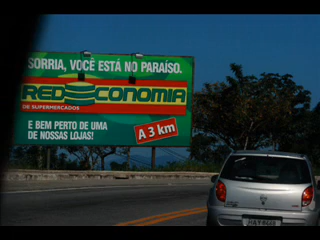 SORRIA, VOCÊ ESTÁ NO PARAÍSO.
REDECONOMIA
DE SUPERMERCADOS
E BEM PERTO DE UMA
DE NOSSAS LOJAS!
A 3 km